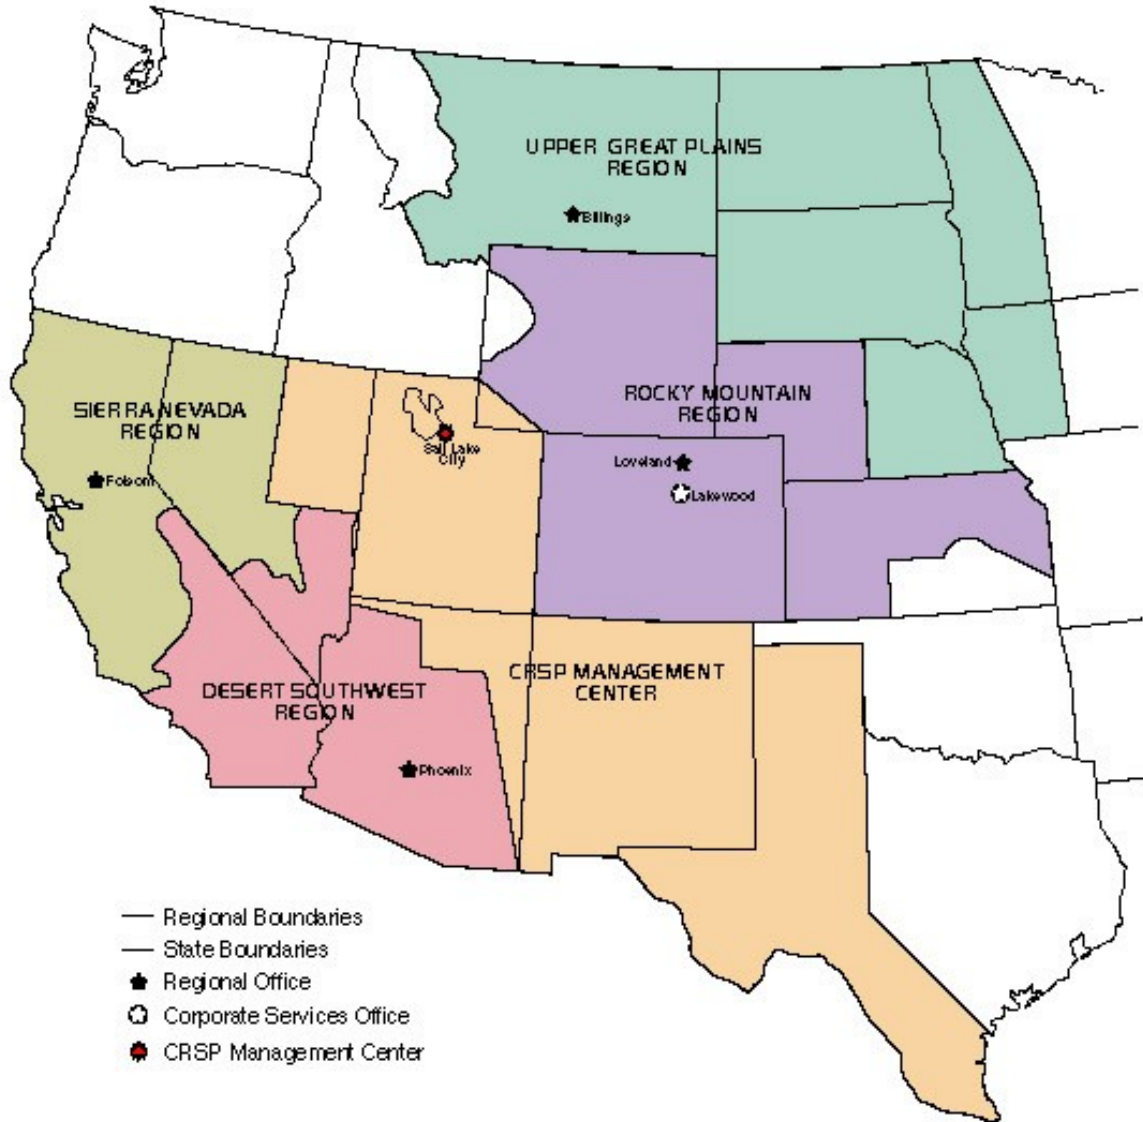 UPPER GREAT PLAINS
REGION
Billings
ROCKY MOUNTAIN
REGION
SIERRA NEVADA
REGION
Salt Lake
City
Loveland
Folsom
Lakewood
CRSP MANAGEMENT
CENTER
DESERT SOUTHWEST
REGION
Phoenix
Regional Boundaries
State Boundaries
Regional Office
Corporate Services Office
CRSP Management Center